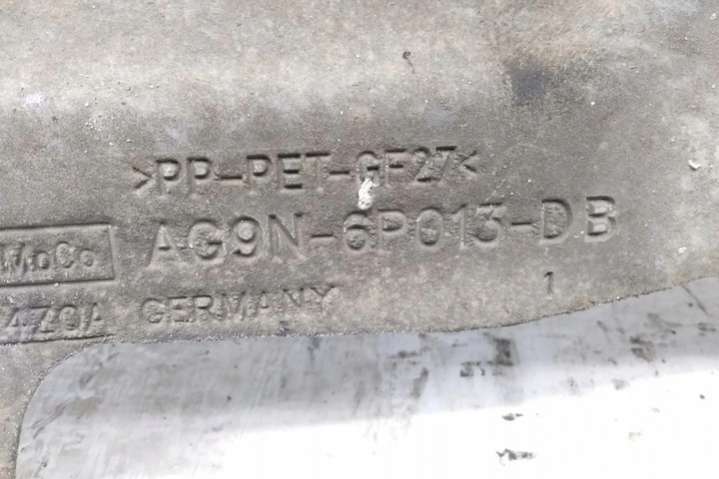 >PP-PET-GF27<
MoCo AG9N-6P013-DB
GERMANY 1